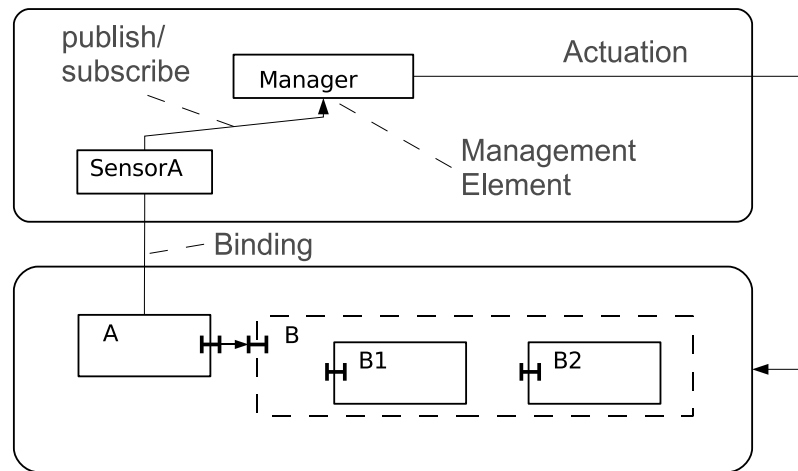 publish/
subscribe
Manager
Actuation
SensorA
Management
Element
Binding
A
B
B1
B2